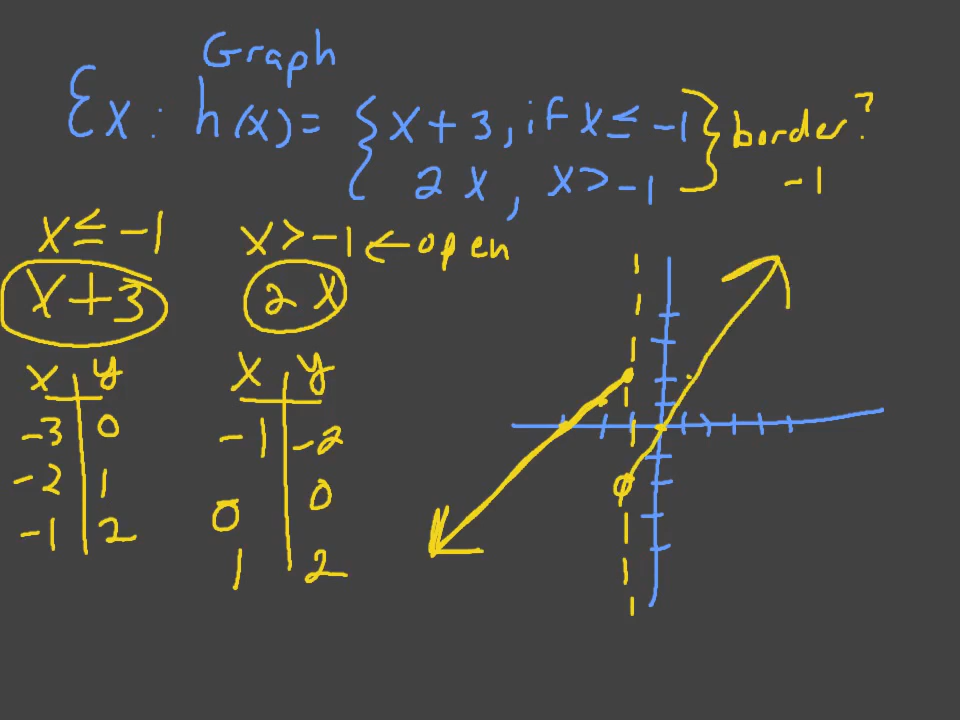 Graph
Ex: h(x)= { x+3, if x≤-1 } border?
2x, x>-1 -1
x≤-1 x>-1 ←open
x+3 2x
x y x y
-3 0 -1 -2
-2 1 0 0
-1 2 1 2